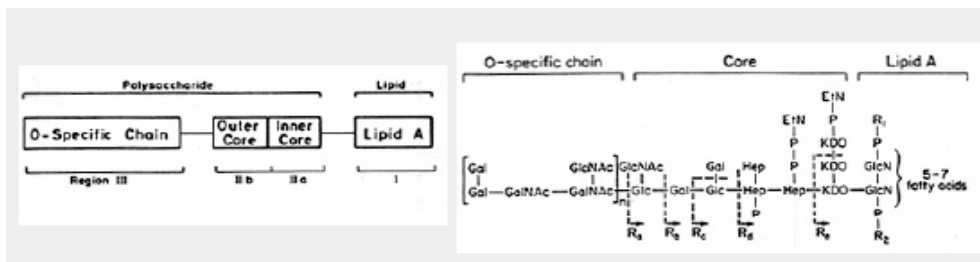 Polysaccharide
Lipid
O-Specific Chain
Outer Core
Inner Core
Lipid A
Region III
IIb
IIa
I
O-specific chain
Core
Lipid A
EtN
P
R1
EtN
KDO
P
P
Gal
GlcNAc
GlcNAc
Gal
Hep
P
KDO
GlcN
5-7
fatty acids
Gal
GalNAc
GalNAc
n
Glc
Gal
Glc
Hep
Hep
KDO
GlcN
P
P
Ra
Rb
Rc
Rd
Re
R2